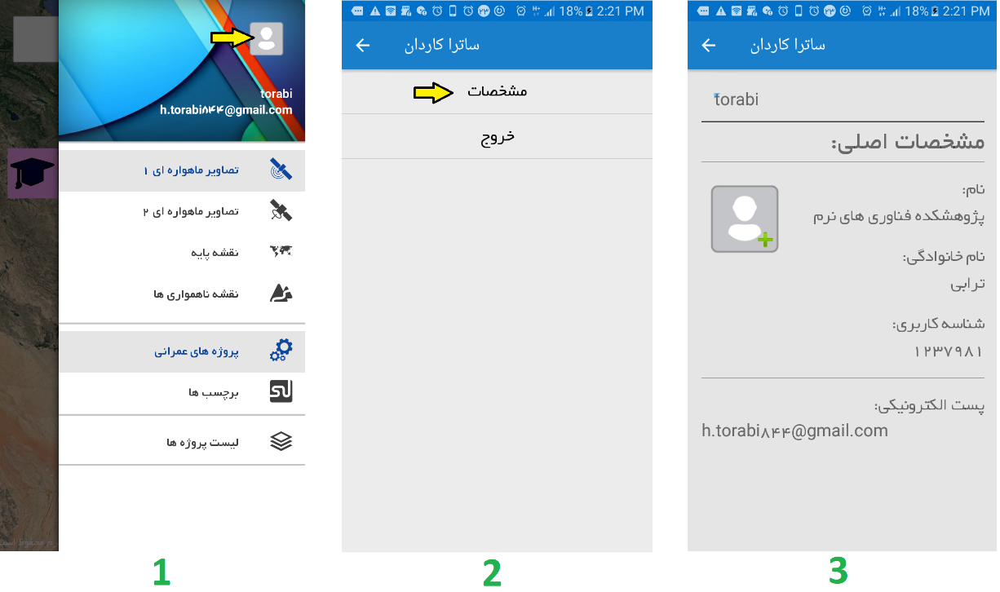 torabi
h.torabi۸۴۴@gmail.com
تصاویر ماهواره ای ۱
تصاویر ماهواره ای ۲
نقشه پایه
نقشه ناهمواری ها
پروژه های عمرانی
برچسب ها
لیست پروژه ها
محفوظ است
1
18% 2:21 PM
ساترا کاردان
مشخصات
خروج
2
18% 2:21 PM
ساترا کاردان
torabi
مشخصات اصلی:
نام:
پژوهشکده فناوری های نرم
نام خانوادگی:
ترابی
شناسه کاربری:
۱۲۳۷۹۸۱
پست الکترونیکی:
h.torabi۸۴۴@gmail.com
3